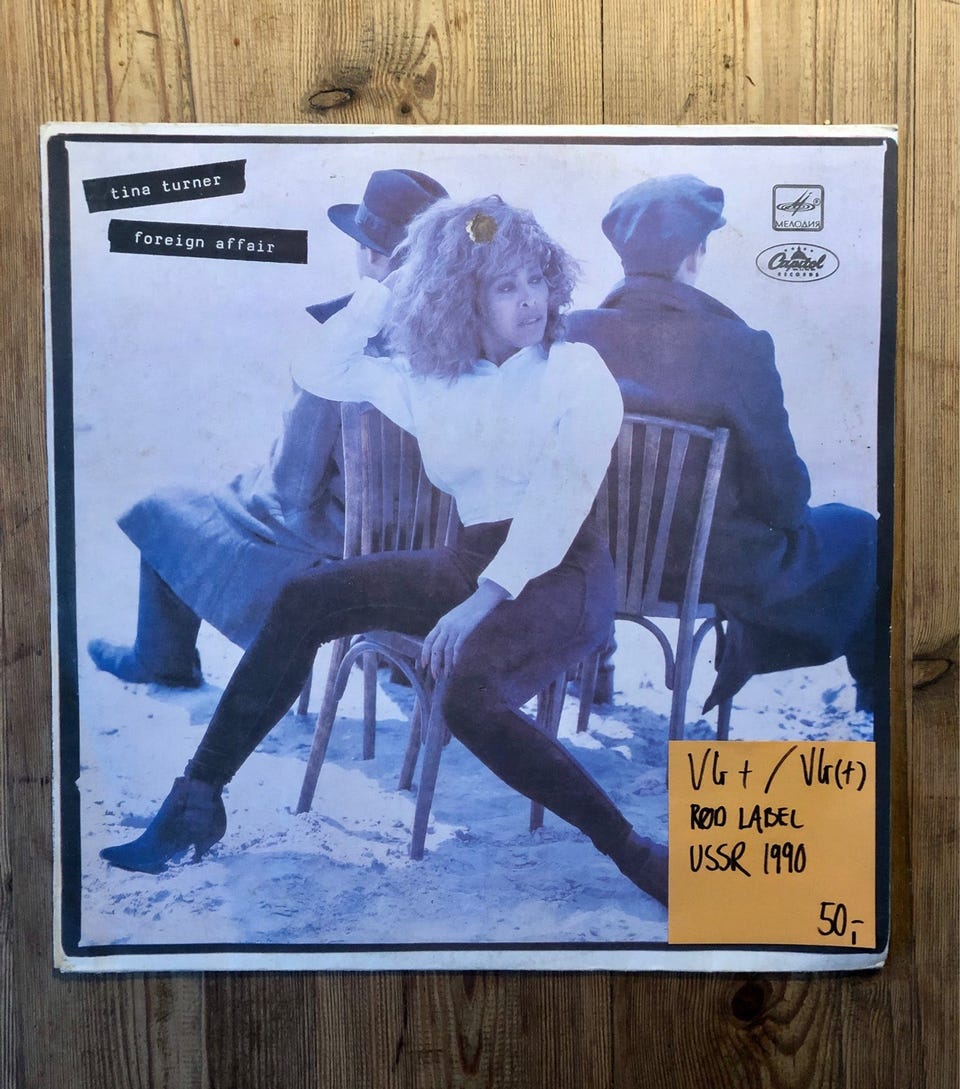 tina turner
foreign affair
МЕЛОДИЯ®
Capitol
RECORDS
VG+ / VG(+)
RØD LABEL
USSR 1990
50,-